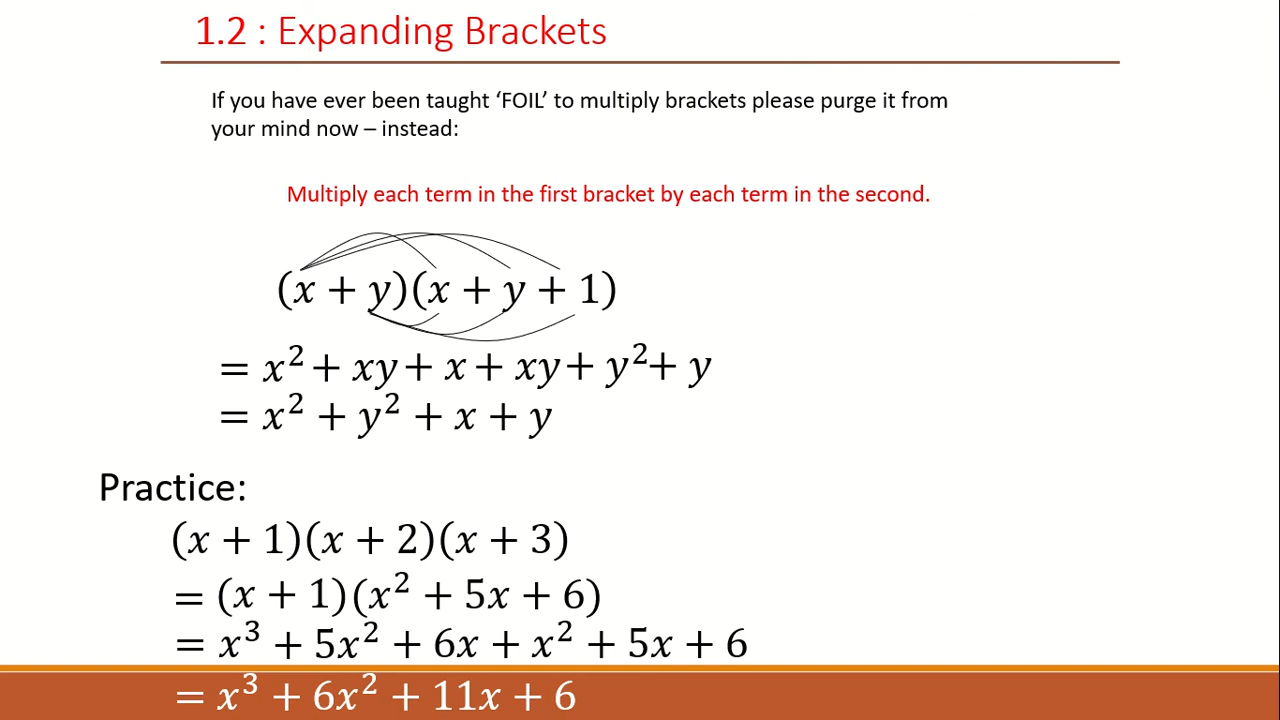 1.2 : Expanding Brackets
If you have ever been taught ‘FOIL’ to multiply brackets please purge it from
your mind now – instead:
Multiply each term in the first bracket by each term in the second.
(x + y)(x + y + 1)
= x² + xy + x + xy + y² + y
= x² + y² + x + y
Practice:
(x + 1)(x + 2)(x + 3)
= (x + 1)(x² + 5x + 6)
= x³ + 5x² + 6x + x² + 5x + 6
= x³ + 6x² + 11x + 6